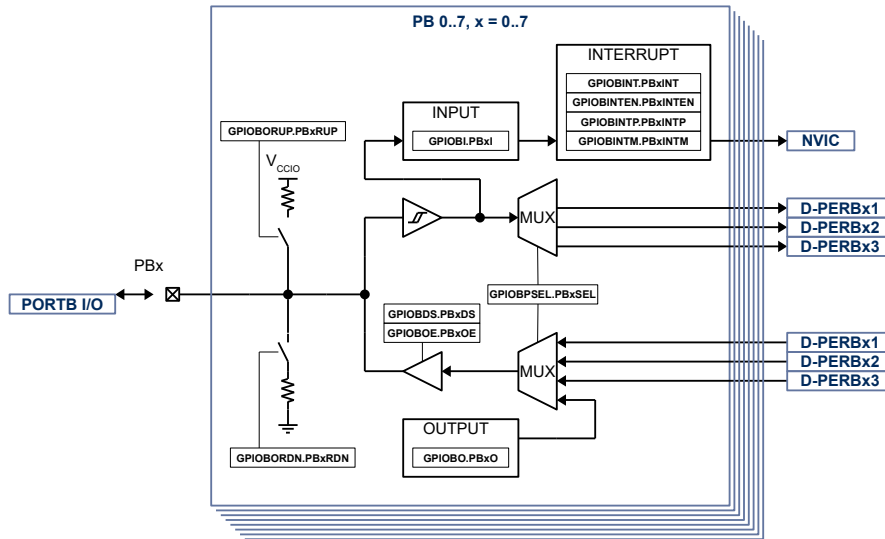 PB 0..7, x = 0..7
INTERRUPT
GPIOBINT.PBxINT
GPIOBINTEN.PBxINTEN
GPIOBINTP.PBxINTP
GPIOBINTM.PBxINTM
INPUT
GPIOBI.PBxI
NVIC
GPIOBORUP.PBxRUP
VCCIO
MUX
D-PERBx1
D-PERBx2
D-PERBx3
PBx
PORTB I/O
GPIOBPSEL.PBxSEL
GPIOBDS.PBxDS
GPIOBOE.PBxOE
MUX
D-PERBx1
D-PERBx2
D-PERBx3
OUTPUT
GPIOBO.PBxO
GPIOBORDN.PBxRDN